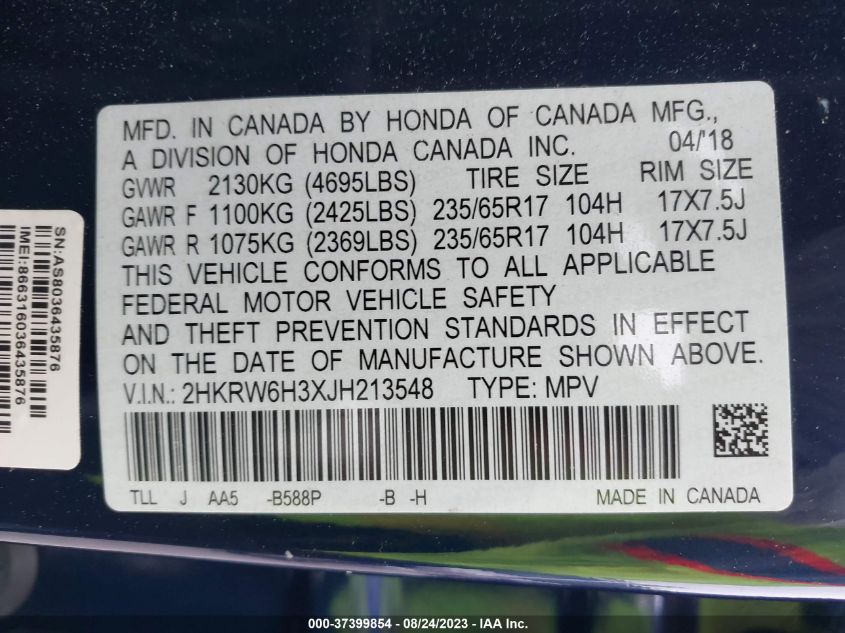 MFD. IN CANADA BY HONDA OF CANADA MFG.,
A DIVISION OF HONDA CANADA INC. 04/'18
GVWR 2130KG (4695LBS) TIRE SIZE RIM SIZE
GAWR F 1100KG (2425LBS) 235/65R17 104H 17X7.5J
GAWR R 1075KG (2369LBS) 235/65R17 104H 17X7.5J
THIS VEHICLE CONFORMS TO ALL APPLICABLE
FEDERAL MOTOR VEHICLE SAFETY
AND THEFT PREVENTION STANDARDS IN EFFECT
ON THE DATE OF MANUFACTURE SHOWN ABOVE.
V.I.N.: 2HKRW6H3XJH213548 TYPE: MPV
TLL J AA5 -B588P -B -H MADE IN CANADA
SN:AS8036435876
IMEI:866316036435876
000-37399854 - 08/24/2023 - IAA Inc.